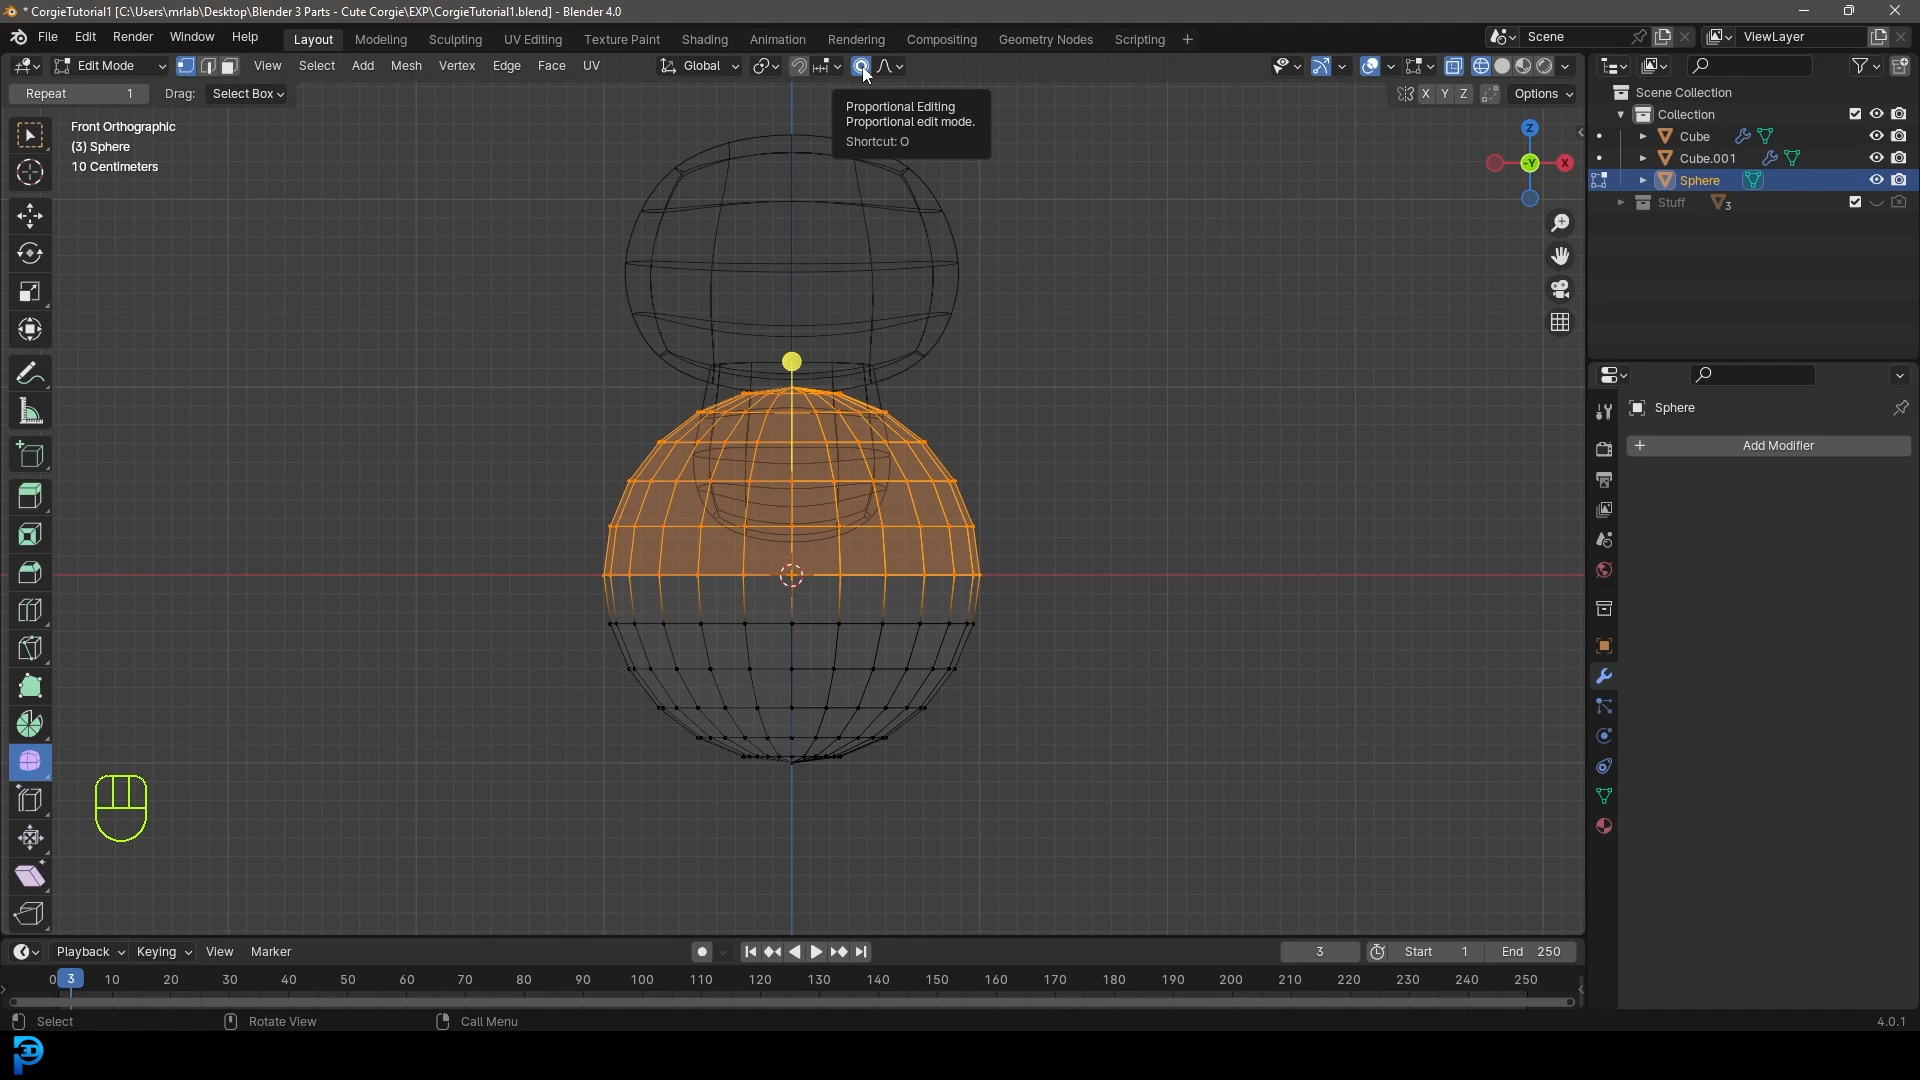 * CorgieTutorial1 [C:\Users\mrlab\Desktop\Blender 3 Parts - Cute Corgie\EXP\CorgieTutorial1.blend] - Blender 4.0
File Edit Render Window Help Layout Modeling Sculpting UV Editing Texture Paint Shading Animation Rendering Compositing Geometry Nodes Scripting + Scene ViewLayer
Edit Mode View Select Add Mesh Vertex Edge Face UV Global
Repeat 1 Drag: Select Box X Y Z Options
Proportional Editing
Proportional edit mode.
Shortcut: O
Front Orthographic
(3) Sphere
10 Centimeters
Z
-Y
X
Scene Collection
Collection
Cube
Cube.001
Sphere
Stuff 3
Sphere
+ Add Modifier
Playback Keying View Marker 3 Start 1 End 250
0 3 10 20 30 40 50 60 70 80 90 100 110 120 130 140 150 160 170 180 190 200 210 220 230 240 250
Select Rotate View Call Menu 4.0.1